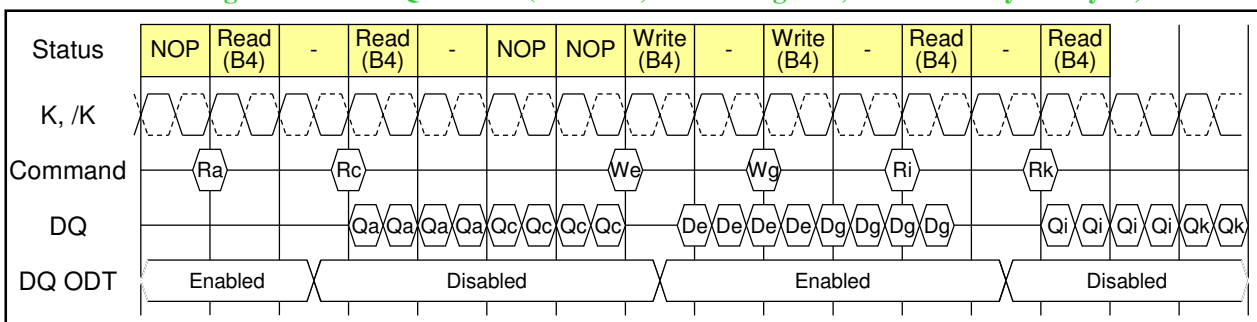 Status NOP Read (B4) - Read (B4) - NOP NOP Write (B4) - Write (B4) - Read (B4) - Read (B4)
K, /K
Command Ra Rc We Wg Ri Rk
DQ Qa Qa Qa Qa Qc Qc Qc Qc De De De De Dg Dg Dg Dg Qi Qi Qi Qi Qk Qk
DQ ODT Enabled Disabled Enabled Disabled